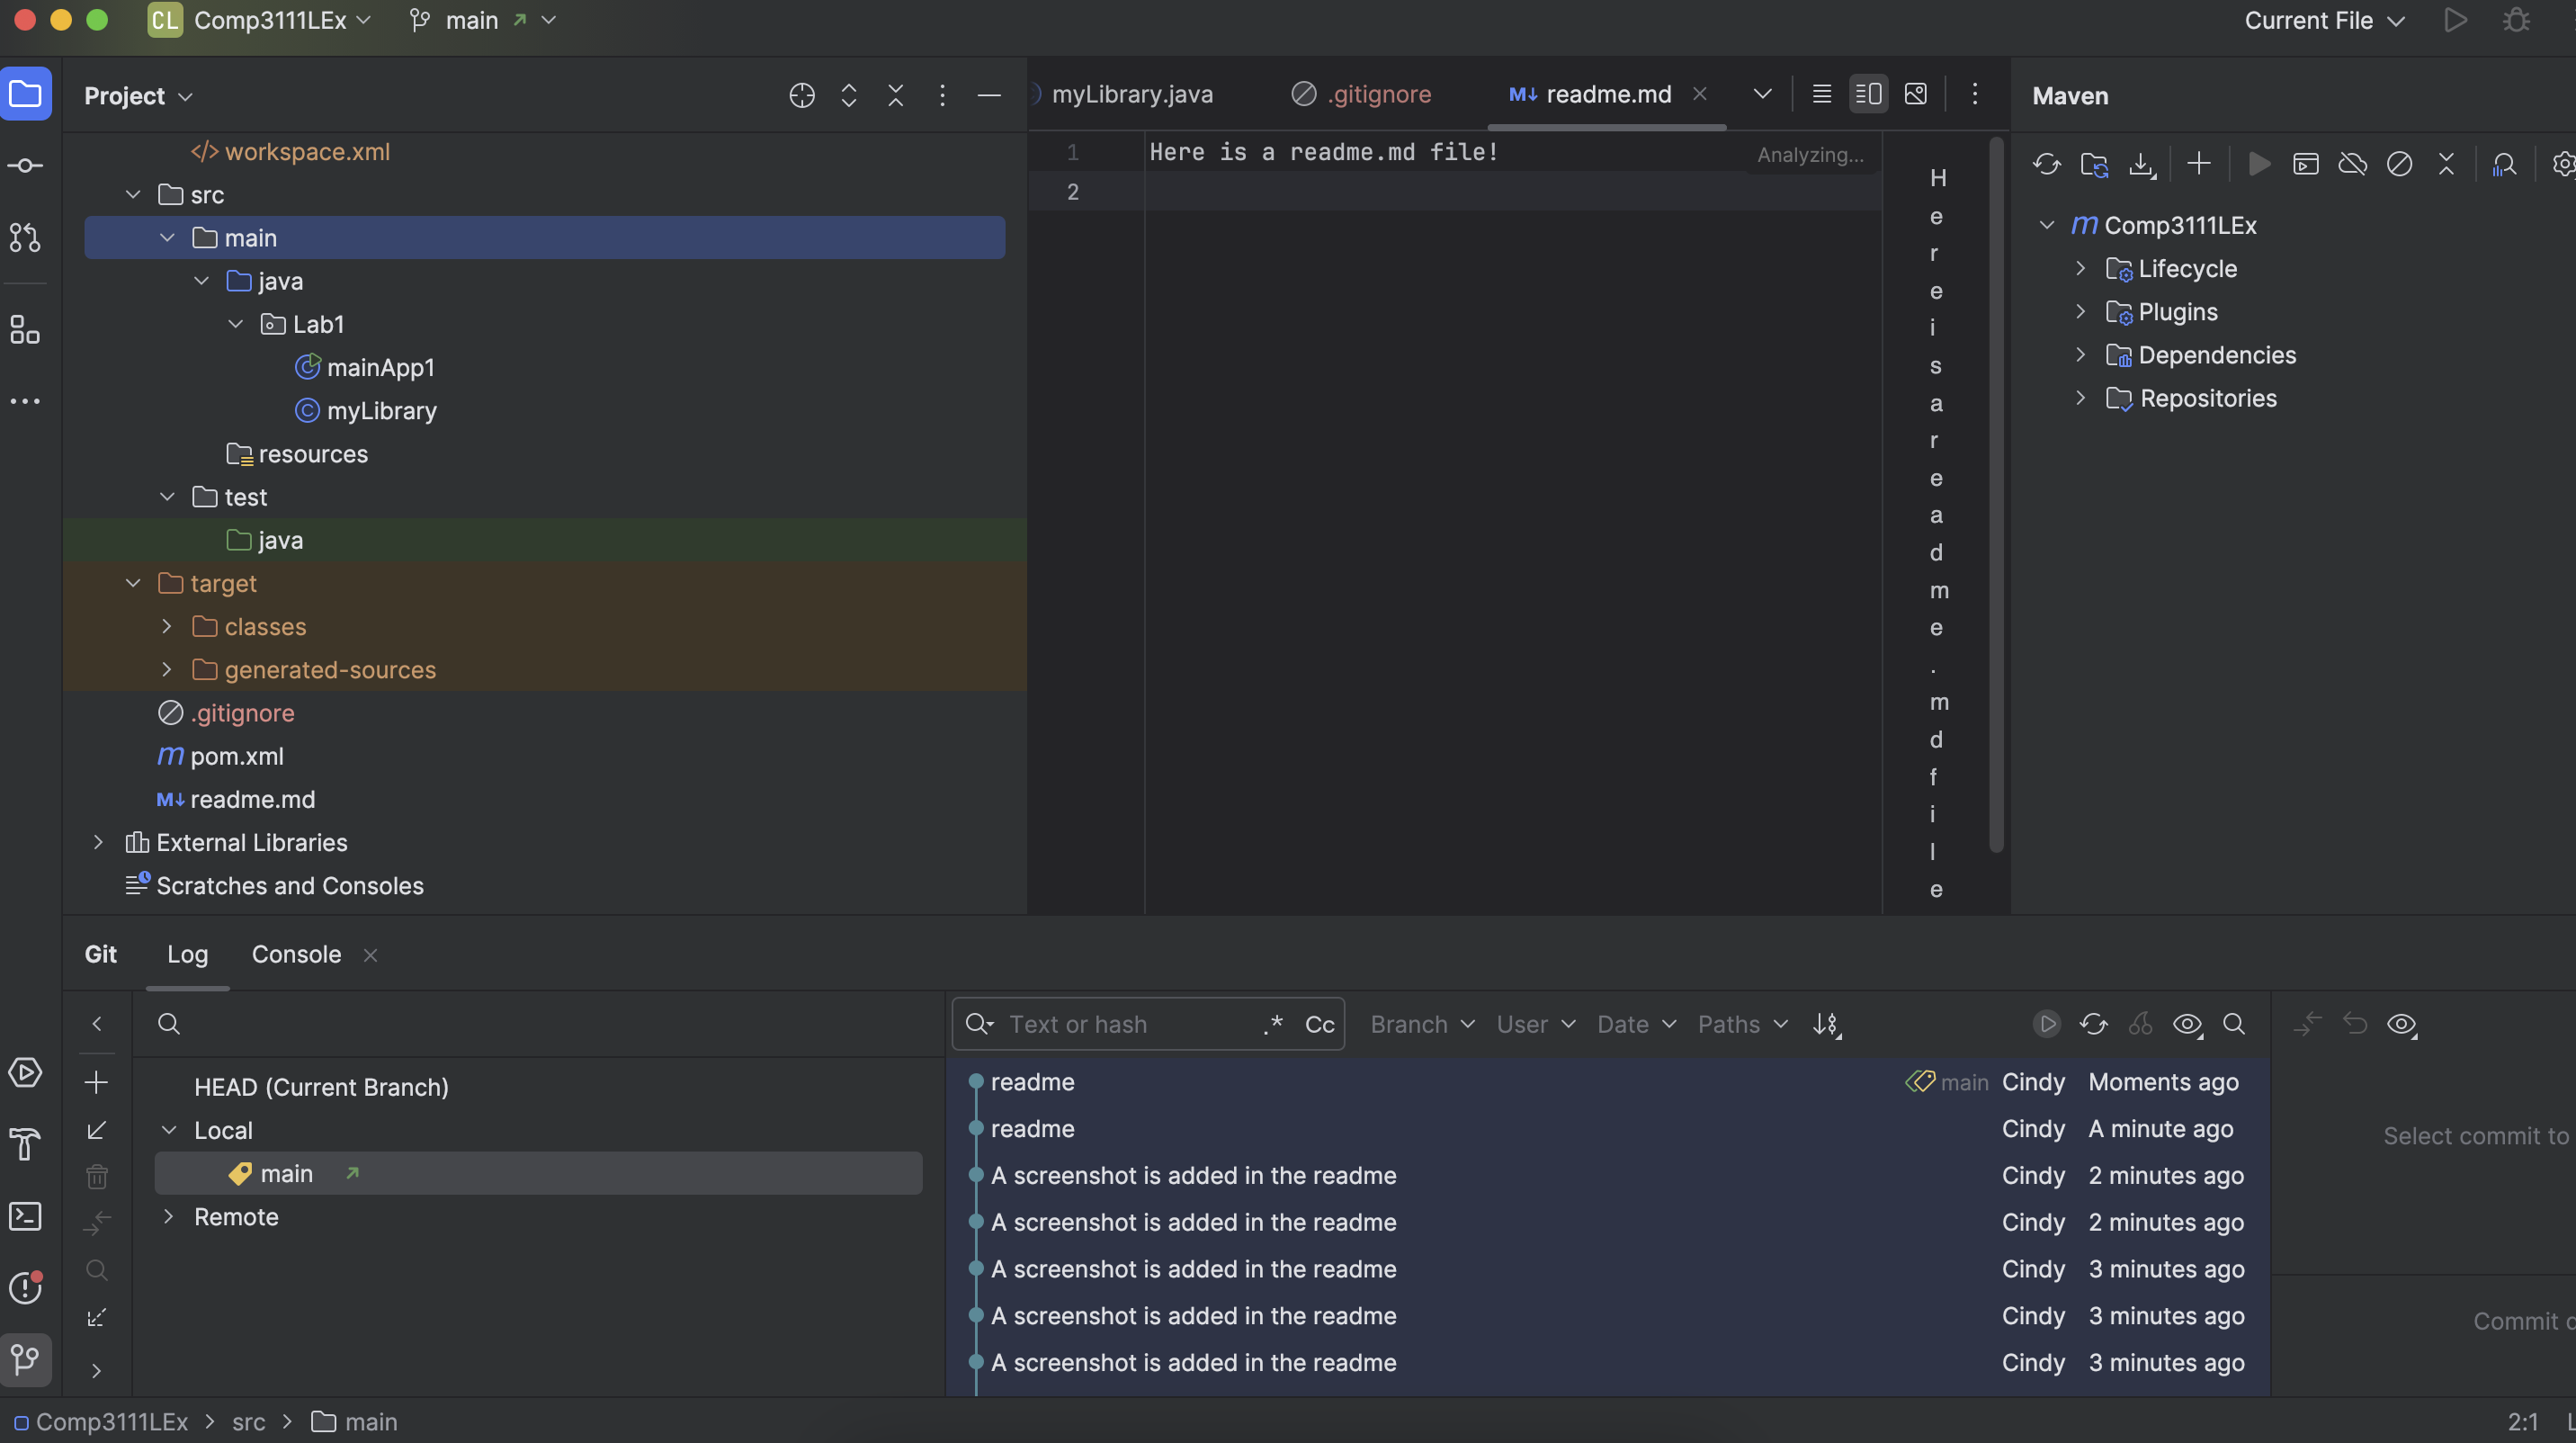 CL Comp3111LEx main Current File
Project
</> workspace.xml
src
main
java
Lab1
mainApp1
myLibrary
resources
test
java
target
classes
generated-sources
.gitignore
m pom.xml
M↓ readme.md
External Libraries
Scratches and Consoles
myLibrary.java .gitignore M↓ readme.md
1 Here is a readme.md file! Analyzing...
2
H
e
r
e
i
s
a
r
e
a
d
m
e
.
m
d
f
i
l
e
Maven
m Comp3111LEx
Lifecycle
Plugins
Dependencies
Repositories
Git Log Console
HEAD (Current Branch)
Local
main
Remote
Text or hash .* Cc Branch User Date Paths
readme main Cindy Moments ago
readme Cindy A minute ago
A screenshot is added in the readme Cindy 2 minutes ago
A screenshot is added in the readme Cindy 2 minutes ago
A screenshot is added in the readme Cindy 3 minutes ago
A screenshot is added in the readme Cindy 3 minutes ago
A screenshot is added in the readme Cindy 3 minutes ago
Select commit to
Commit
Comp3111LEx > src > main
2:1